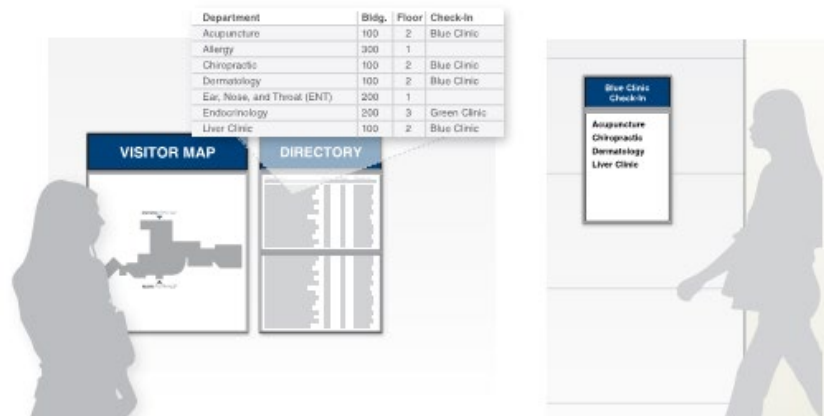 Department Bldg. Floor Check-In
Acupuncture 100 2 Blue Clinic
Allergy 300 1
Chiropractic 100 2 Blue Clinic
Dermatology 100 2 Blue Clinic
Ear, Nose, and Throat (ENT) 200 1
Endocrinology 200 3 Green Clinic
Liver Clinic 100 2 Blue Clinic
VISITOR MAP
DIRECTORY
Blue Clinic
Check-In
Acupuncture
Chiropractic
Dermatology
Liver Clinic